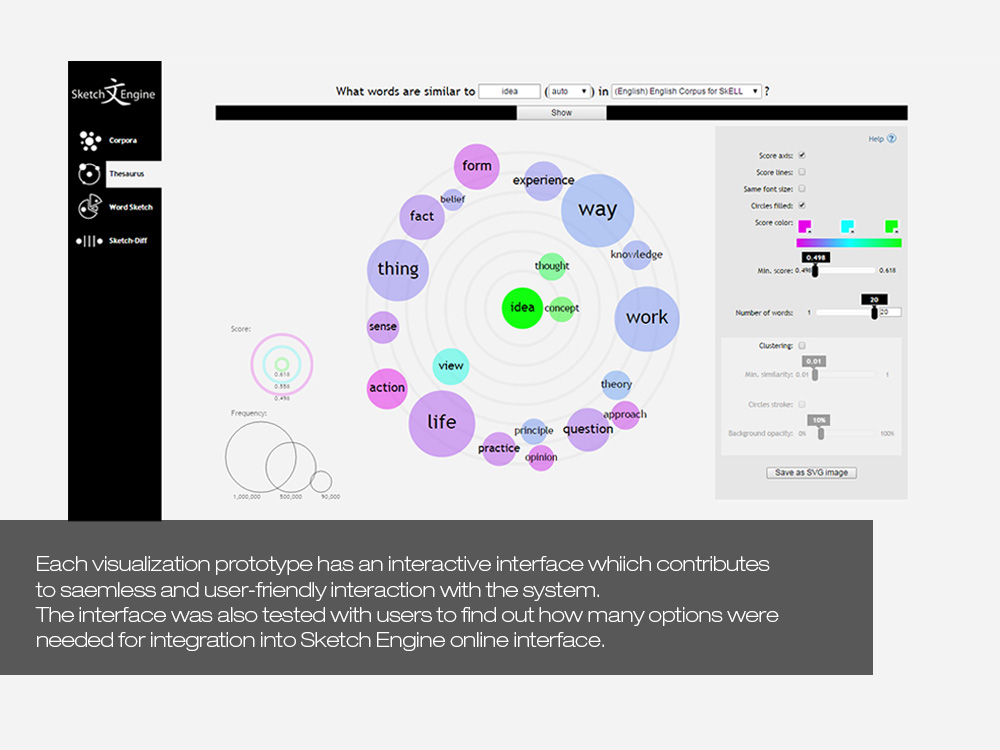 Sketch文Engine
Corpora
Thesaurus
Word Sketch
Sketch-Diff
What words are similar to idea (auto) in (English) English Corpus for SkELL ?
Show
form
experience
way
belief
fact
knowledge
thing
thought
idea
concept
work
sense
view
action
theory
life
approach
question
principle
practice
opinion
Score:
0.618
0.558
0.498
Frequency:
1,000,000 500,000 90,000
Help ?
Score axis:
Score lines:
Same font size:
Circles filled:
Score color:
0.498
Min. score: 0.498 0.618
20
Number of words: 1 20
Clustering:
0.01
Min. similarity: 0.01 1
Circles stroke:
10%
Background opacity: 0% 100%
Save as SVG image
Each visualization prototype has an interactive interface whiich contributes
to saemless and user-friendly interaction with the system.
The interface was also tested with users to find out how many options were
needed for integration into Sketch Engine online interface.